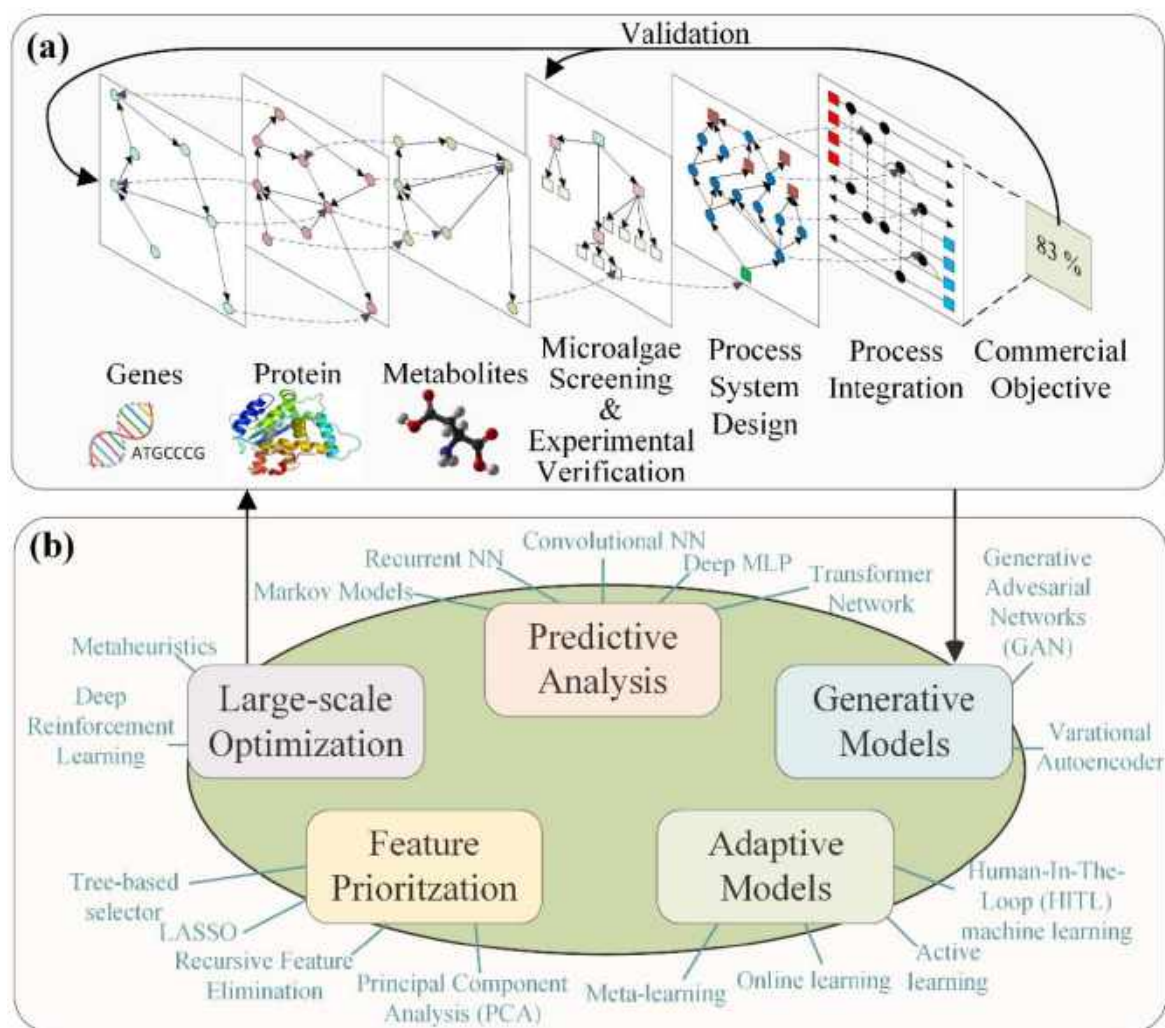 (a)
Validation
83 %
Genes
ATGCCCG
Protein
Metabolites
Microalgae
Screening
&
Experimental
Verification
Process
System
Design
Process
Integration
Commercial
Objective
(b)
Markov Models
Recurrent NN
Convolutional NN
Deep MLP
Transformer
Network
Predictive
Analysis
Generative
Advesarial
Networks
(GAN)
Varational
Autoencoder
Generative
Models
Metaheuristics
Deep
Reinforcement
Learning
Large-scale
Optimization
Feature
Prioritzation
Tree-based
selector
LASSO
Recursive Feature
Elimination
Principal Component
Analysis (PCA)
Adaptive
Models
Meta-learning
Online learning
Active
learning
Human-In-The-
Loop (HITL)
machine learning